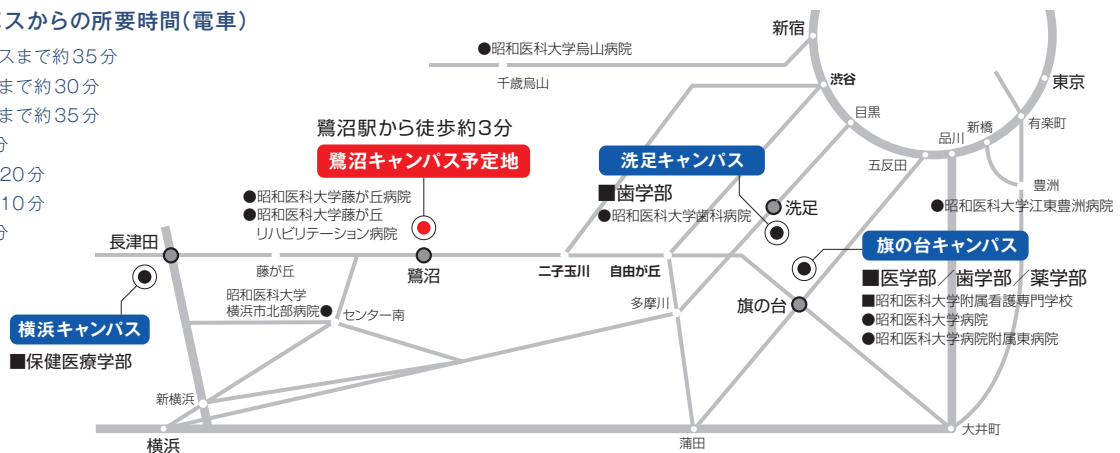 スからの所要時間(電車)
スまで約35分
まで約30分
まで約35分
分
20分
10分
新宿
●昭和医科大学烏山病院
千歳烏山
渋谷
目黒
東京
新橋
有楽町
品川
五反田
豊洲
●昭和医科大学江東豊洲病院
鷺沼駅から徒歩約3分
鷺沼キャンパス予定地
洗足キャンパス
■歯学部
●昭和医科大学歯科病院
洗足
●昭和医科大学藤が丘病院
●昭和医科大学藤が丘
リハビリテーション病院
長津田
藤が丘
鷺沼
二子玉川
自由が丘
旗の台キャンパス
■医学部/歯学部/薬学部
■昭和医科大学附属看護専門学校
●昭和医科大学病院
●昭和医科大学病院附属東病院
旗の台
多摩川
昭和医科大学
横浜市北部病院●
センター南
横浜キャンパス
■保健医療学部
新横浜
横浜
蒲田
大井町